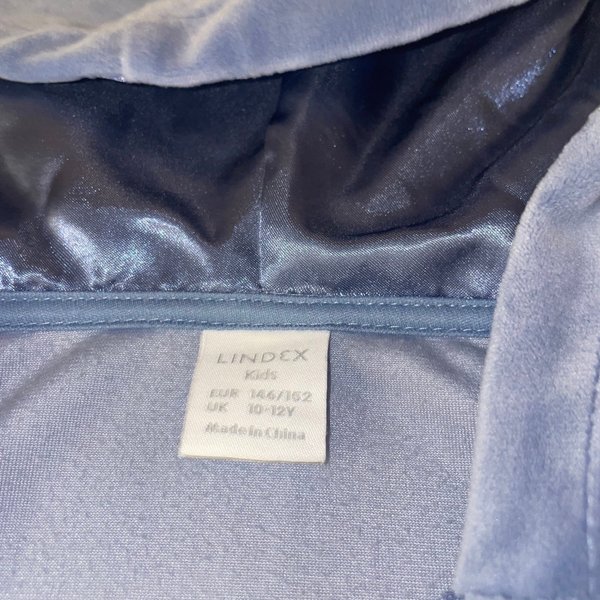 LINDEX
Kids
EUR 146/152
UK 10-12Y
Made in China